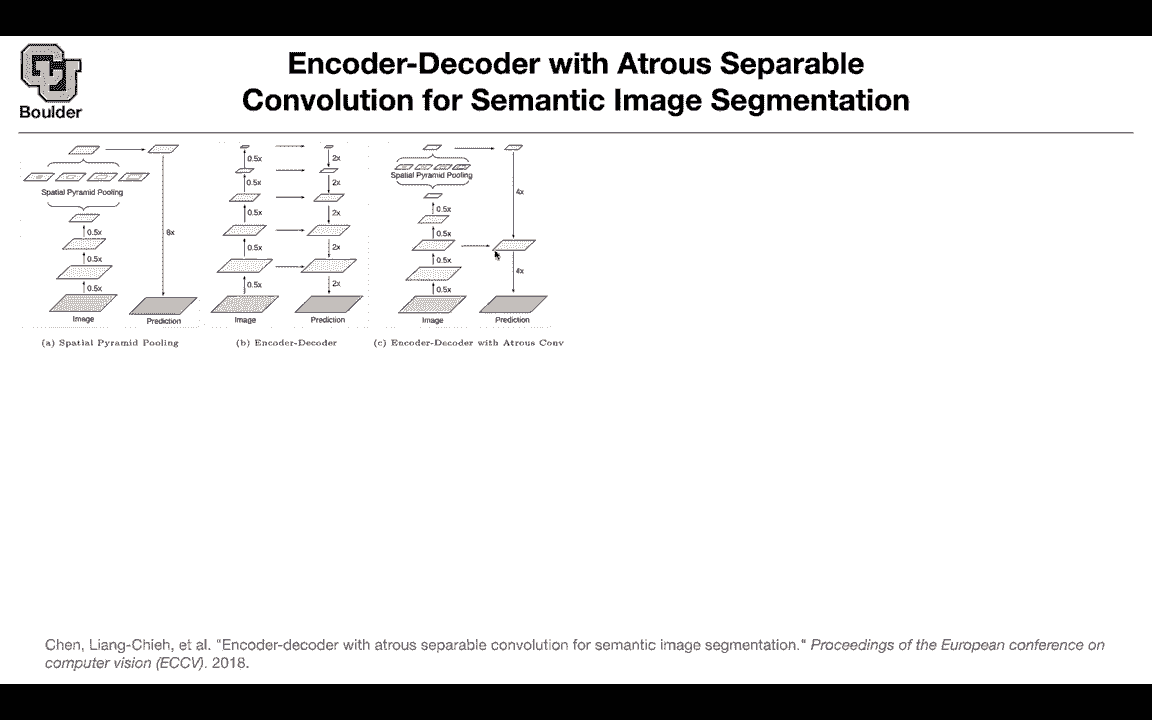 Boulder
Encoder-Decoder with Atrous Separable
Convolution for Semantic Image Segmentation
Spatial Pyramid Pooling
0.5x
0.5x
0.5x
8x
Image
Prediction
(a) Spatial Pyramid Pooling
0.5x
0.5x
0.5x
0.5x
0.5x
2x
2x
2x
2x
2x
Image
Prediction
(b) Encoder-Decoder
Spatial Pyramid Pooling
0.5x
0.5x
0.5x
0.5x
4x
4x
Image
Prediction
(c) Encoder-Decoder with Atrous Conv
Chen, Liang-Chieh, et al. "Encoder-decoder with atrous separable convolution for semantic image segmentation." Proceedings of the European conference on
computer vision (ECCV). 2018.